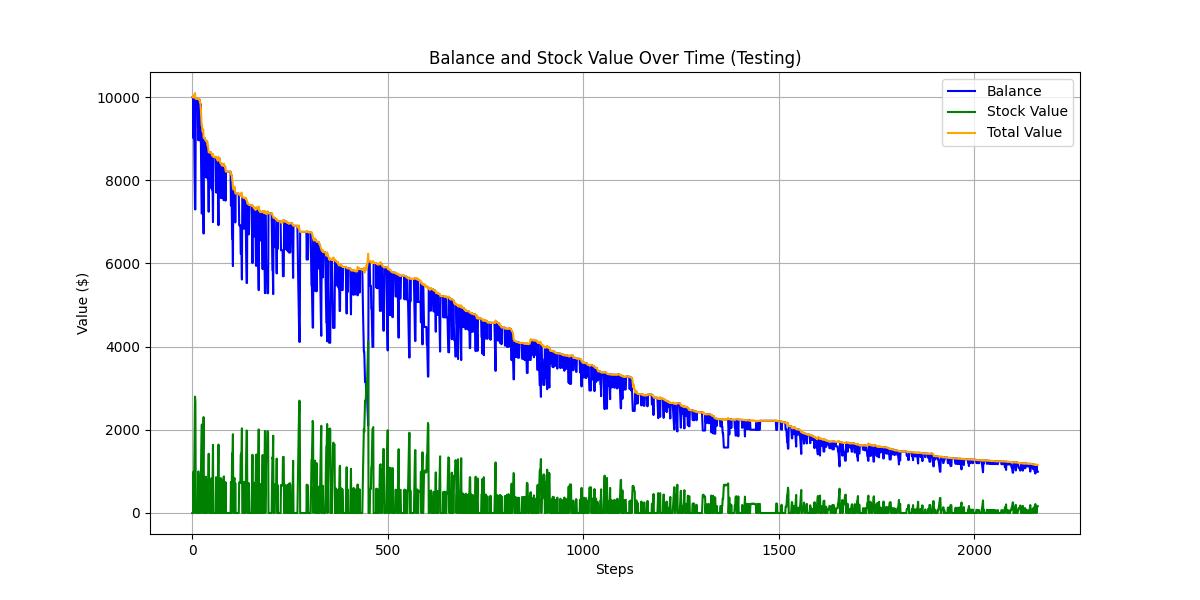 Balance and Stock Value Over Time (Testing)
Balance
Stock Value
Total Value
Value ($)
10000
8000
6000
4000
2000
0
0 500 1000 1500 2000
Steps